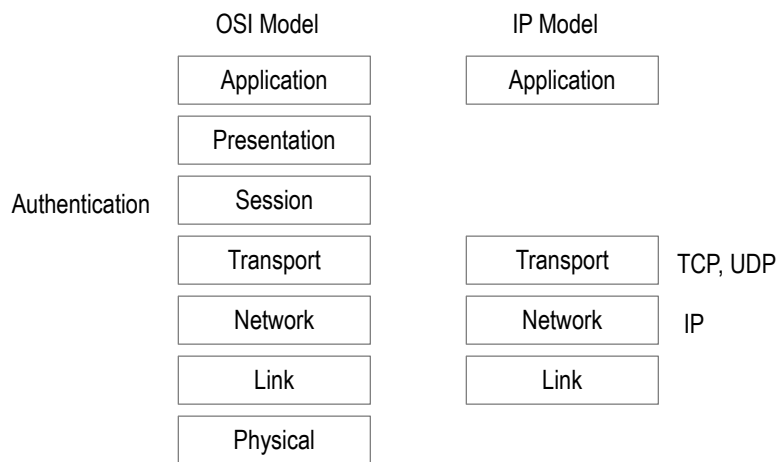 OSI Model IP Model
Application Application
Presentation
Authentication Session
Transport Transport TCP, UDP
Network Network IP
Link Link
Physical